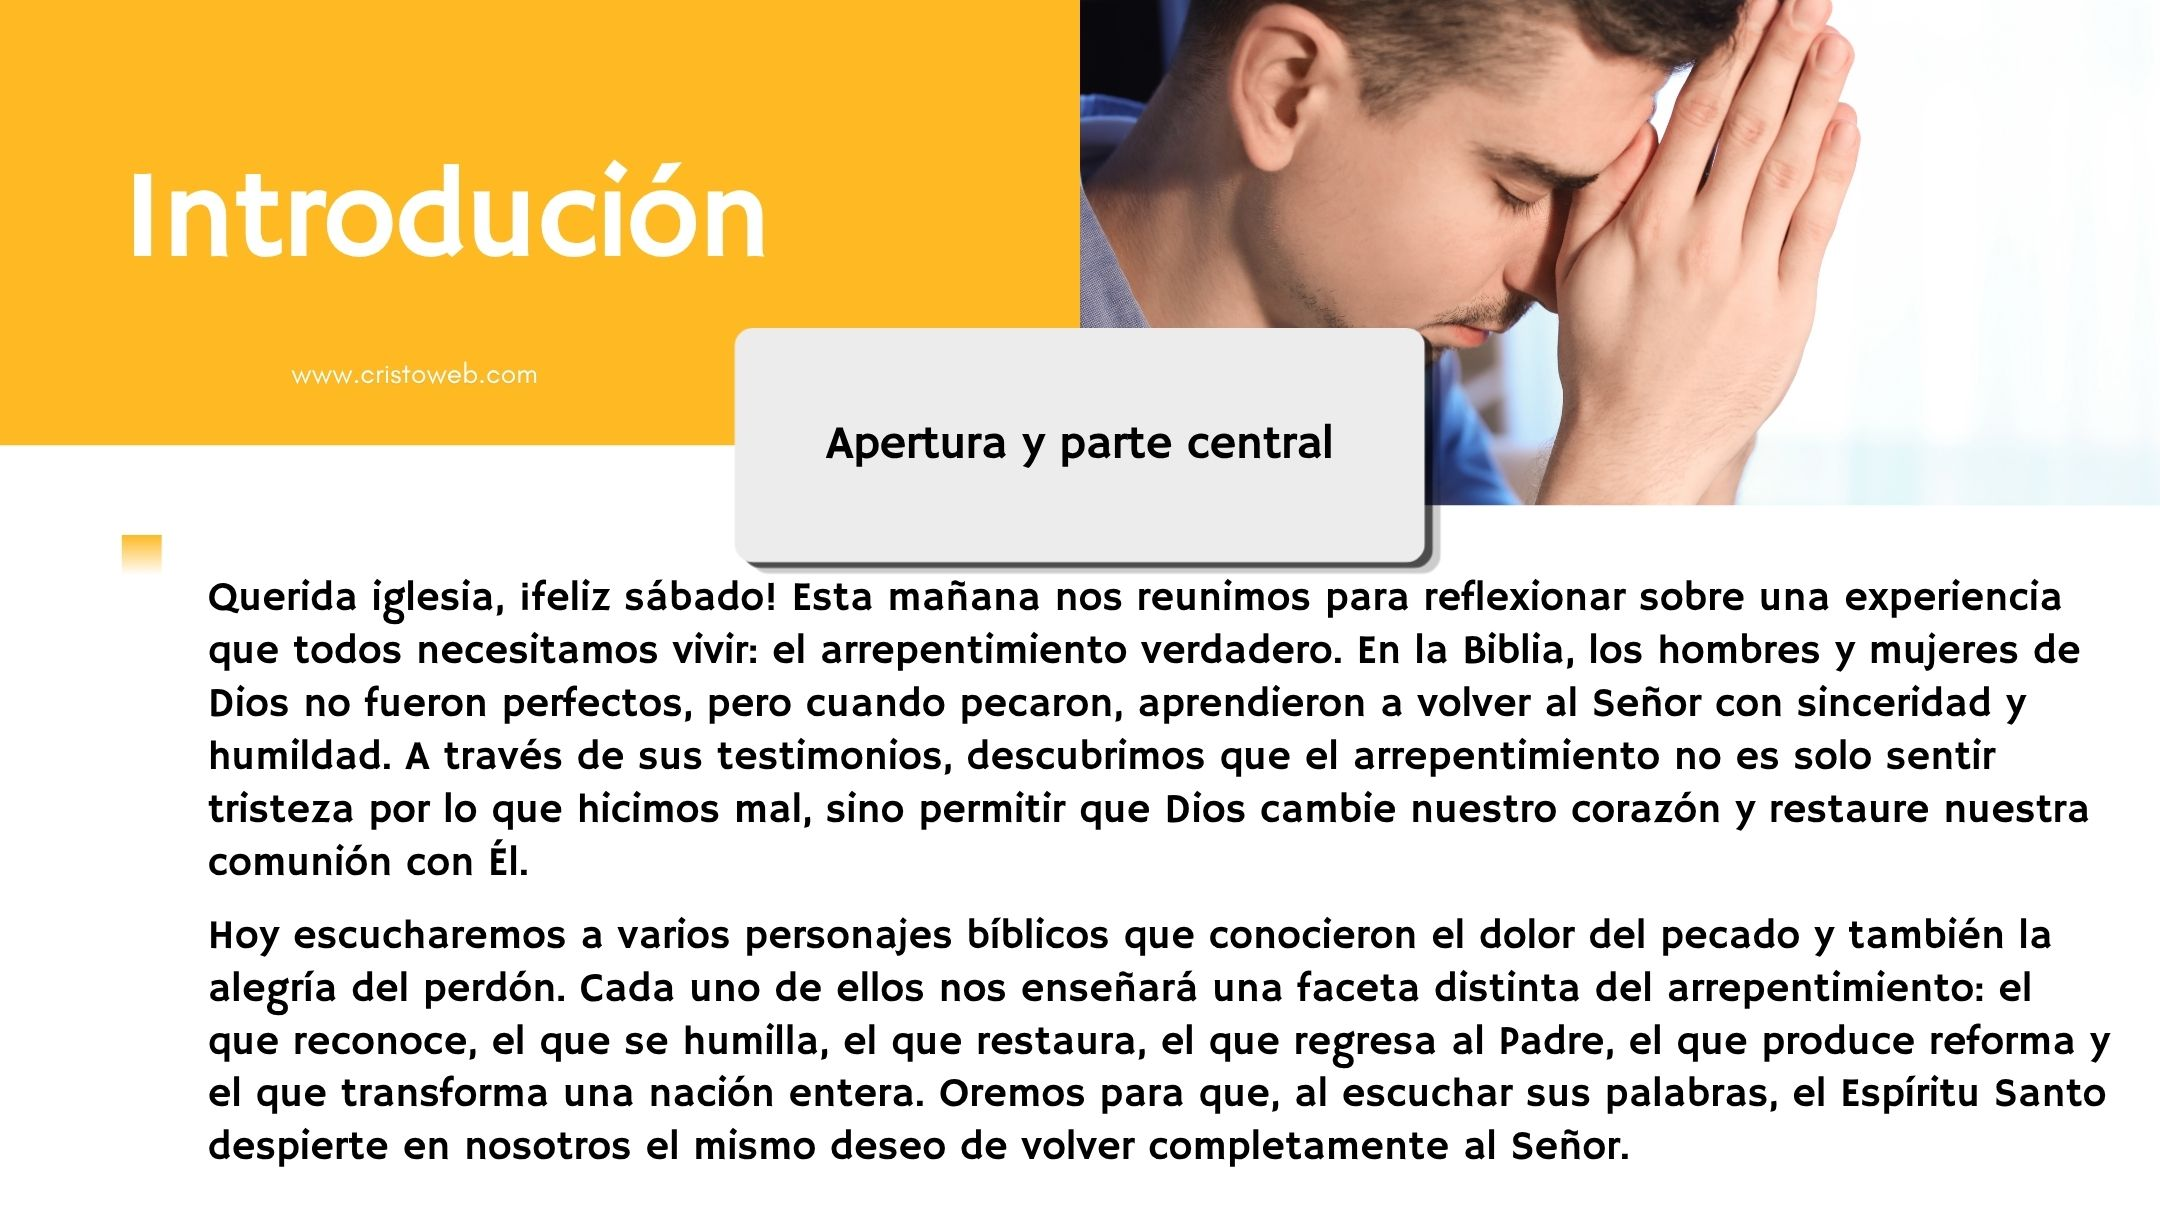 Introdución
www.cristoweb.com
Apertura y parte central
Querida iglesia, ¡feliz sábado! Esta mañana nos reunimos para reflexionar sobre una experiencia
que todos necesitamos vivir: el arrepentimiento verdadero. En la Biblia, los hombres y mujeres de
Dios no fueron perfectos, pero cuando pecaron, aprendieron a volver al Señor con sinceridad y
humildad. A través de sus testimonios, descubrimos que el arrepentimiento no es solo sentir
tristeza por lo que hicimos mal, sino permitir que Dios cambie nuestro corazón y restaure nuestra
comunión con Él.
Hoy escucharemos a varios personajes bíblicos que conocieron el dolor del pecado y también la
alegría del perdón. Cada uno de ellos nos enseñará una faceta distinta del arrepentimiento: el
que reconoce, el que se humilla, el que restaura, el que regresa al Padre, el que produce reforma y
el que transforma una nación entera. Oremos para que, al escuchar sus palabras, el Espíritu Santo
despierte en nosotros el mismo deseo de volver completamente al Señor.